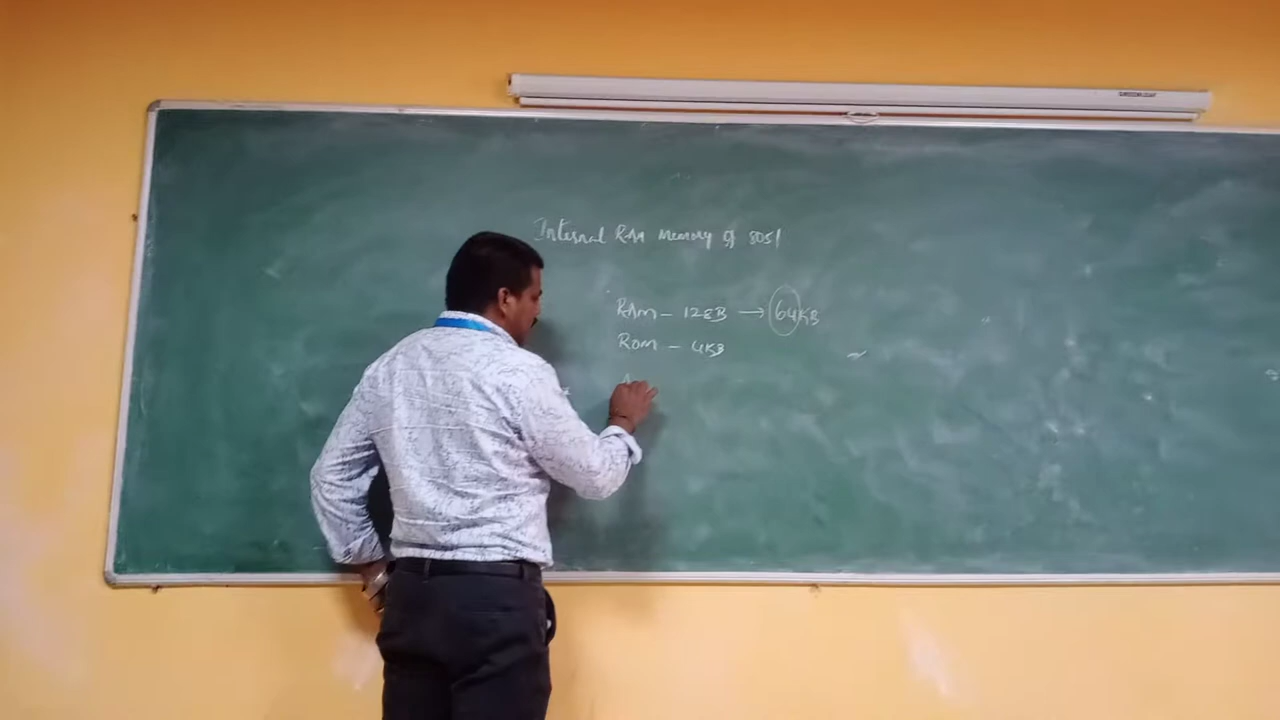 Internal RAM Memory of 8051
RAM – 128B → 64KB
ROM – 4KB